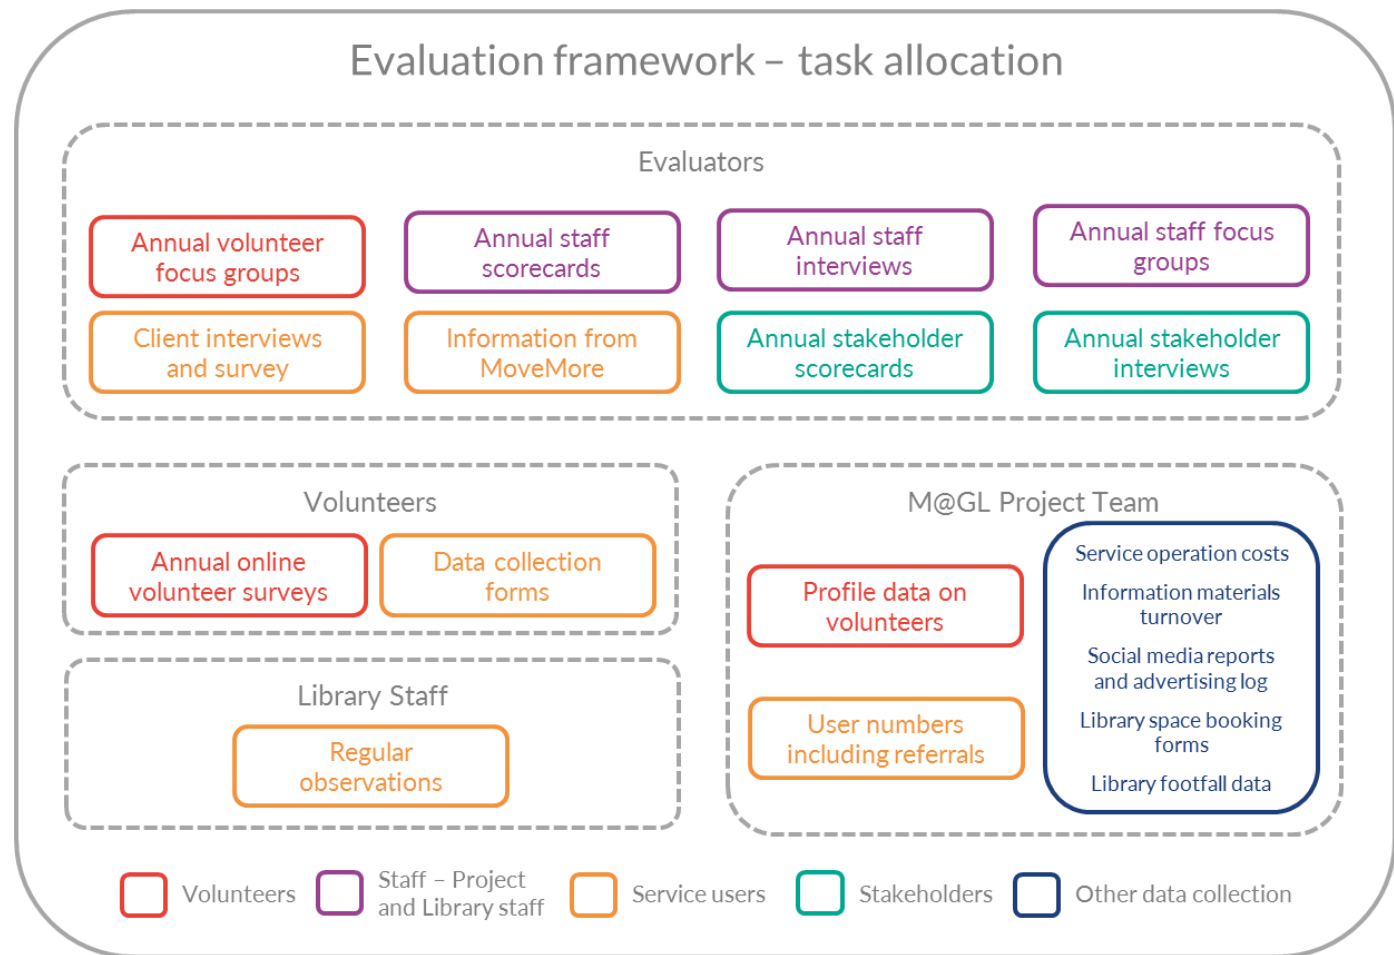 Evaluation framework – task allocation
Evaluators
Annual volunteer
focus groups
Annual staff
scorecards
Annual staff
interviews
Annual staff focus
groups
Client interviews
and survey
Information from
MoveMore
Annual stakeholder
scorecards
Annual stakeholder
interviews
Volunteers
Annual online
volunteer surveys
Data collection
forms
Library Staff
Regular
observations
M@GL Project Team
Profile data on
volunteers
User numbers
including referrals
Service operation costs
Information materials
turnover
Social media reports
and advertising log
Library space booking
forms
Library footfall data
Volunteers
Staff – Project
and Library staff
Service users
Stakeholders
Other data collection